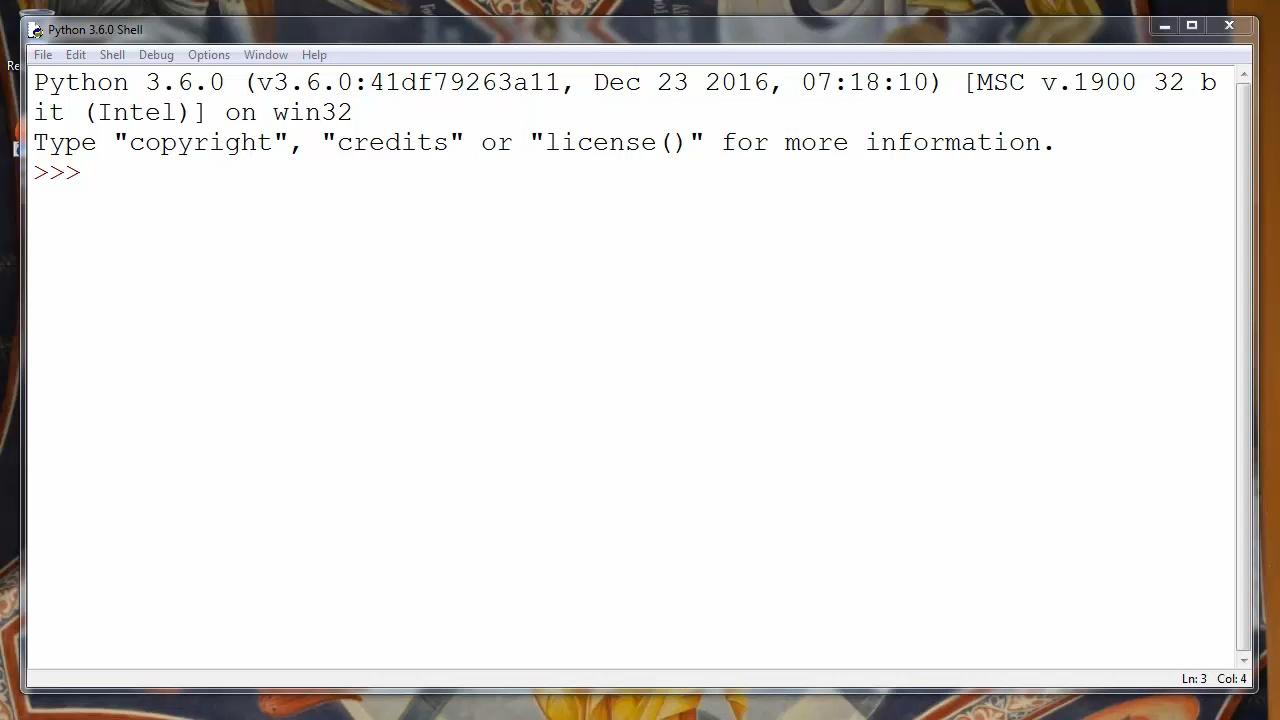 Python 3.6.0 Shell
File Edit Shell Debug Options Window Help
Python 3.6.0 (v3.6.0:41df79263a11, Dec 23 2016, 07:18:10) [MSC v.1900 32 b
it (Intel)] on win32
Type "copyright", "credits" or "license()" for more information.
>>>
Re
Ln: 3 Col: 4